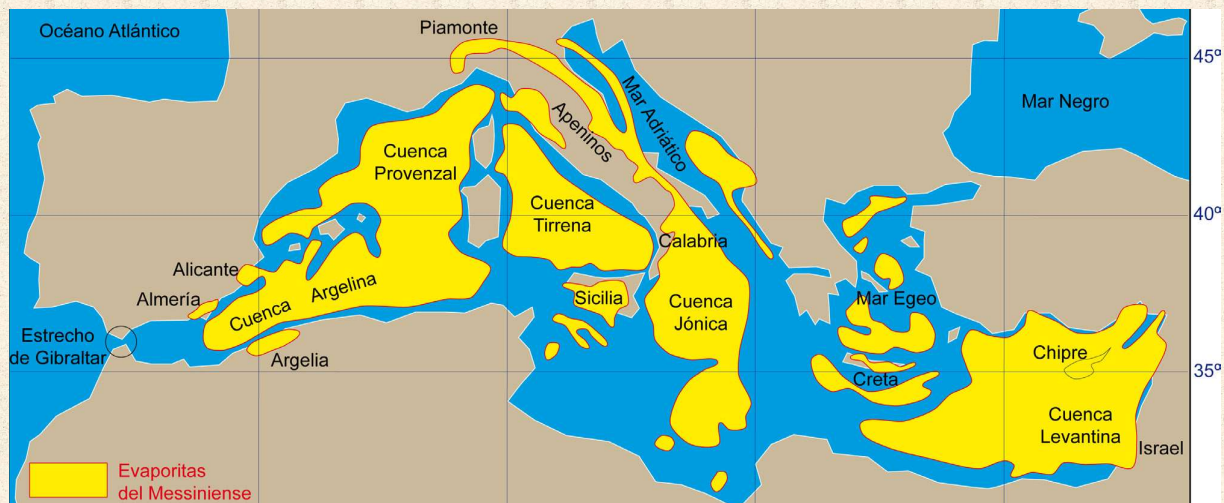 Océano Atlántico
Piamonte
45º
Mar Negro
Mar Adriático
Apeninos
Cuenca
Provenzal
Cuenca
Tirrena
40º
Calabria
Alicante
Argelina
Almería
Cuenca
Sicilia
Cuenca
Jónica
Mar Egeo
Estrecho
de Gibraltar
Argelia
Chipre
35º
Creta
Cuenca
Levantina
Israel
Evaporitas
del Messiniense